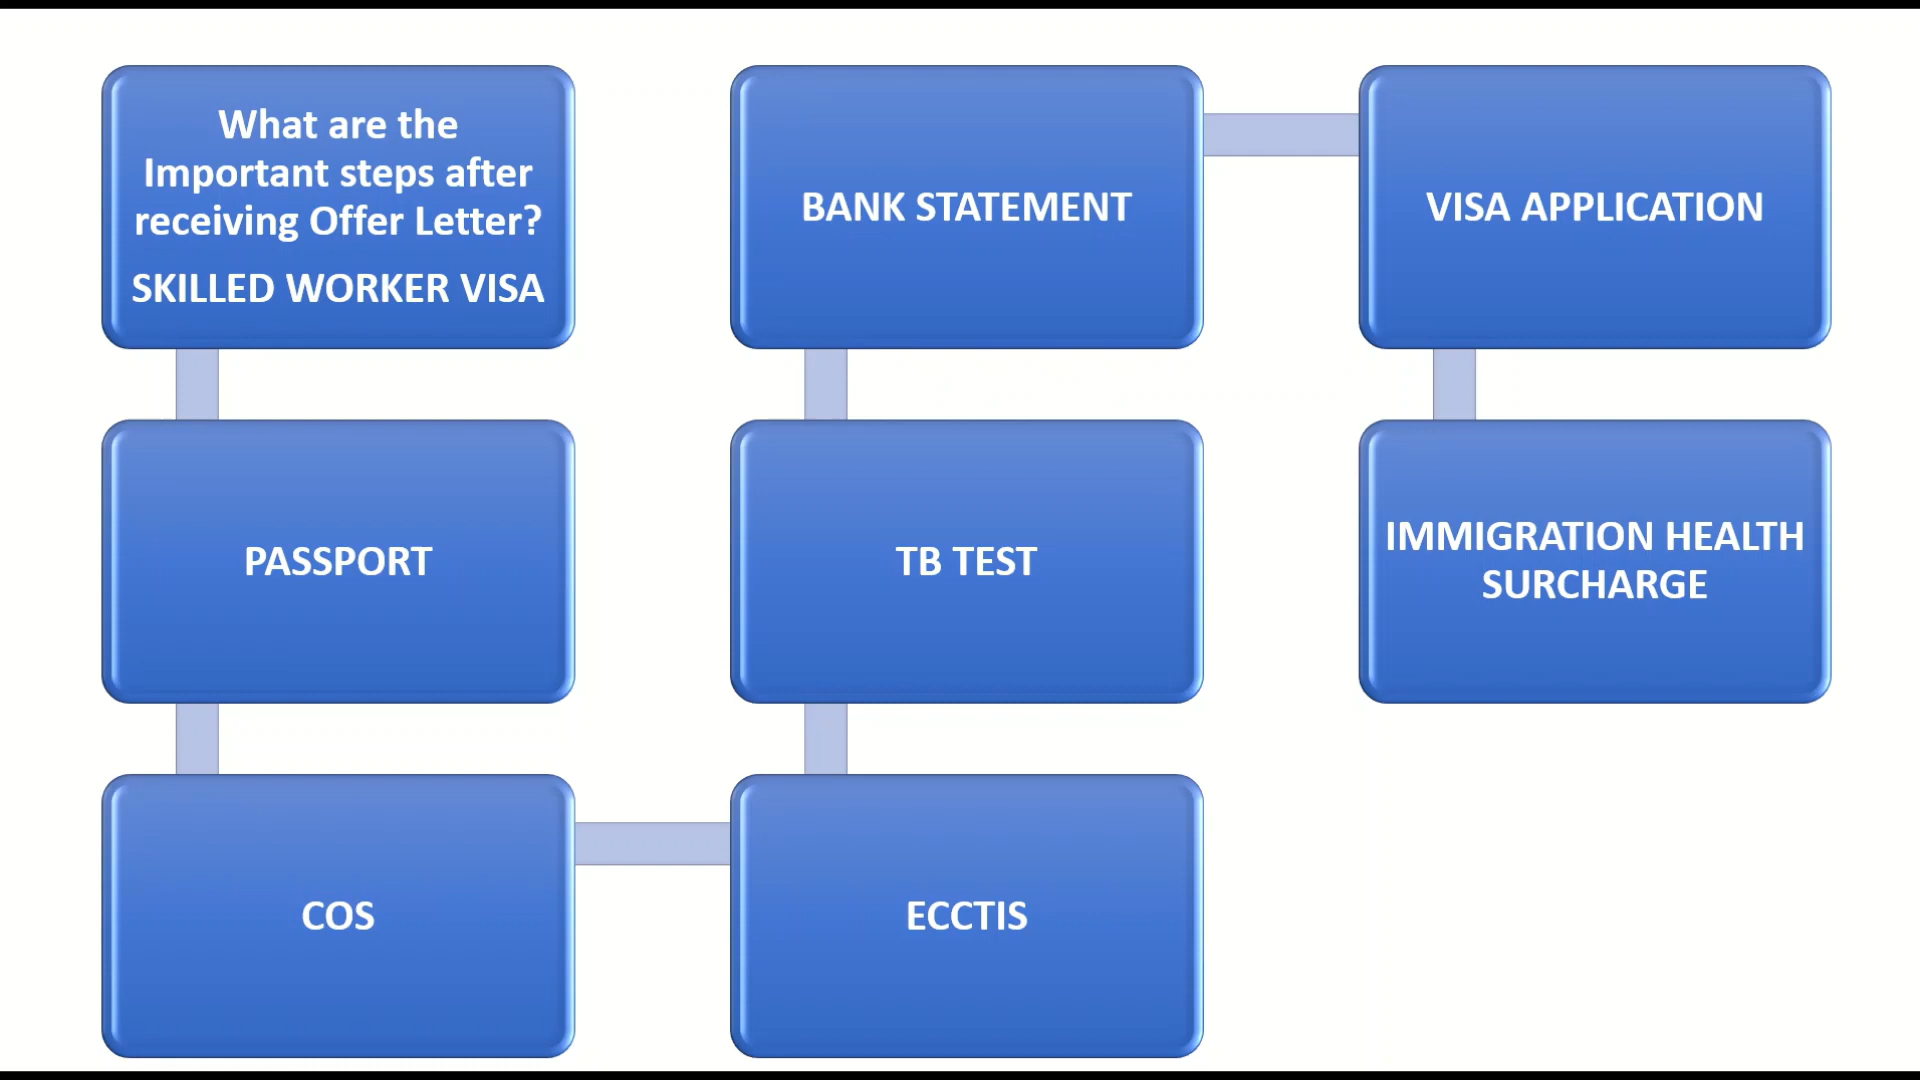 What are the
Important steps after
receiving Offer Letter?
SKILLED WORKER VISA
PASSPORT
COS
ECCTIS
TB TEST
BANK STATEMENT
VISA APPLICATION
IMMIGRATION HEALTH
SURCHARGE